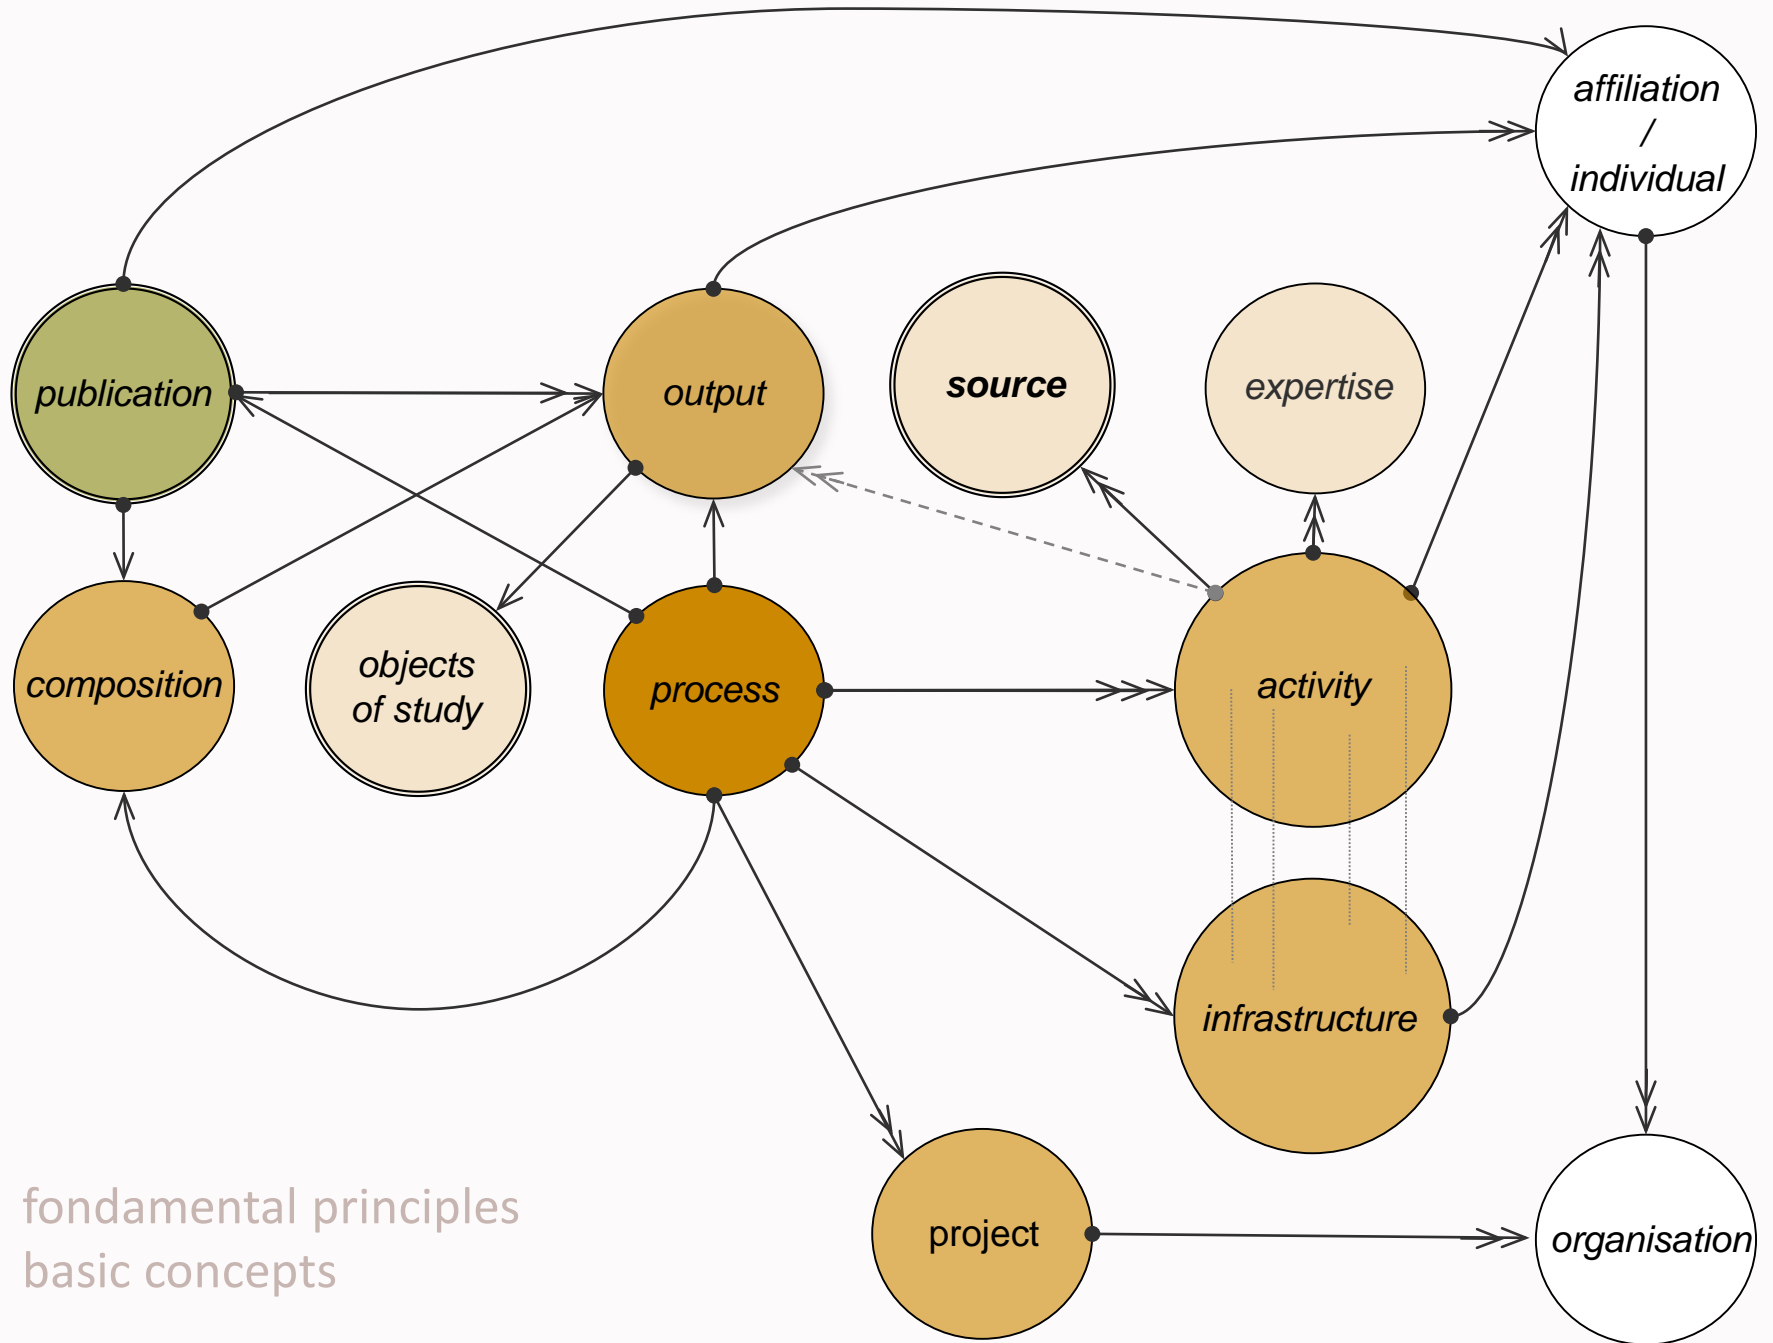 affiliation
/
individual
publication
output
source
expertise
composition
objects
of study
process
activity
infrastructure
project
organisation
fondamental principles
basic concepts